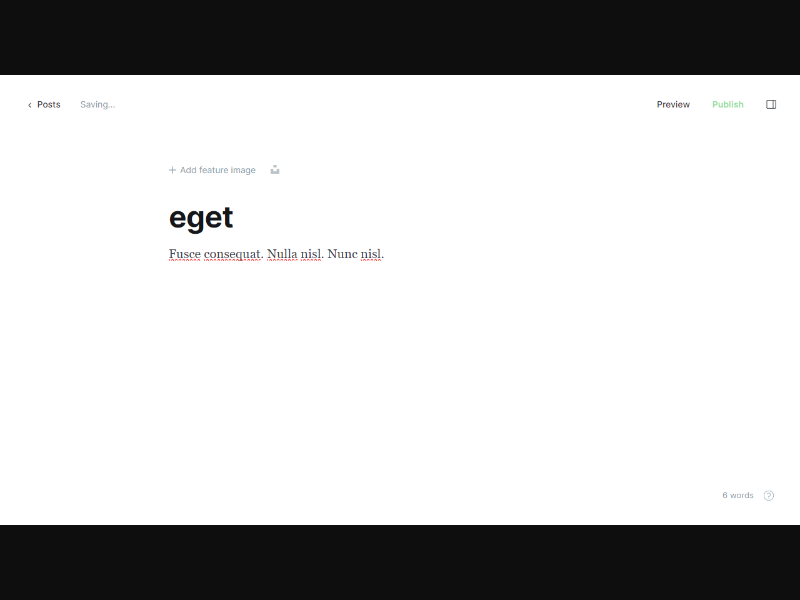 Posts
Saving...
Preview
Publish
Add feature image
eget
Fusce consequat. Nulla nisl. Nunc nisl.
6 words
?